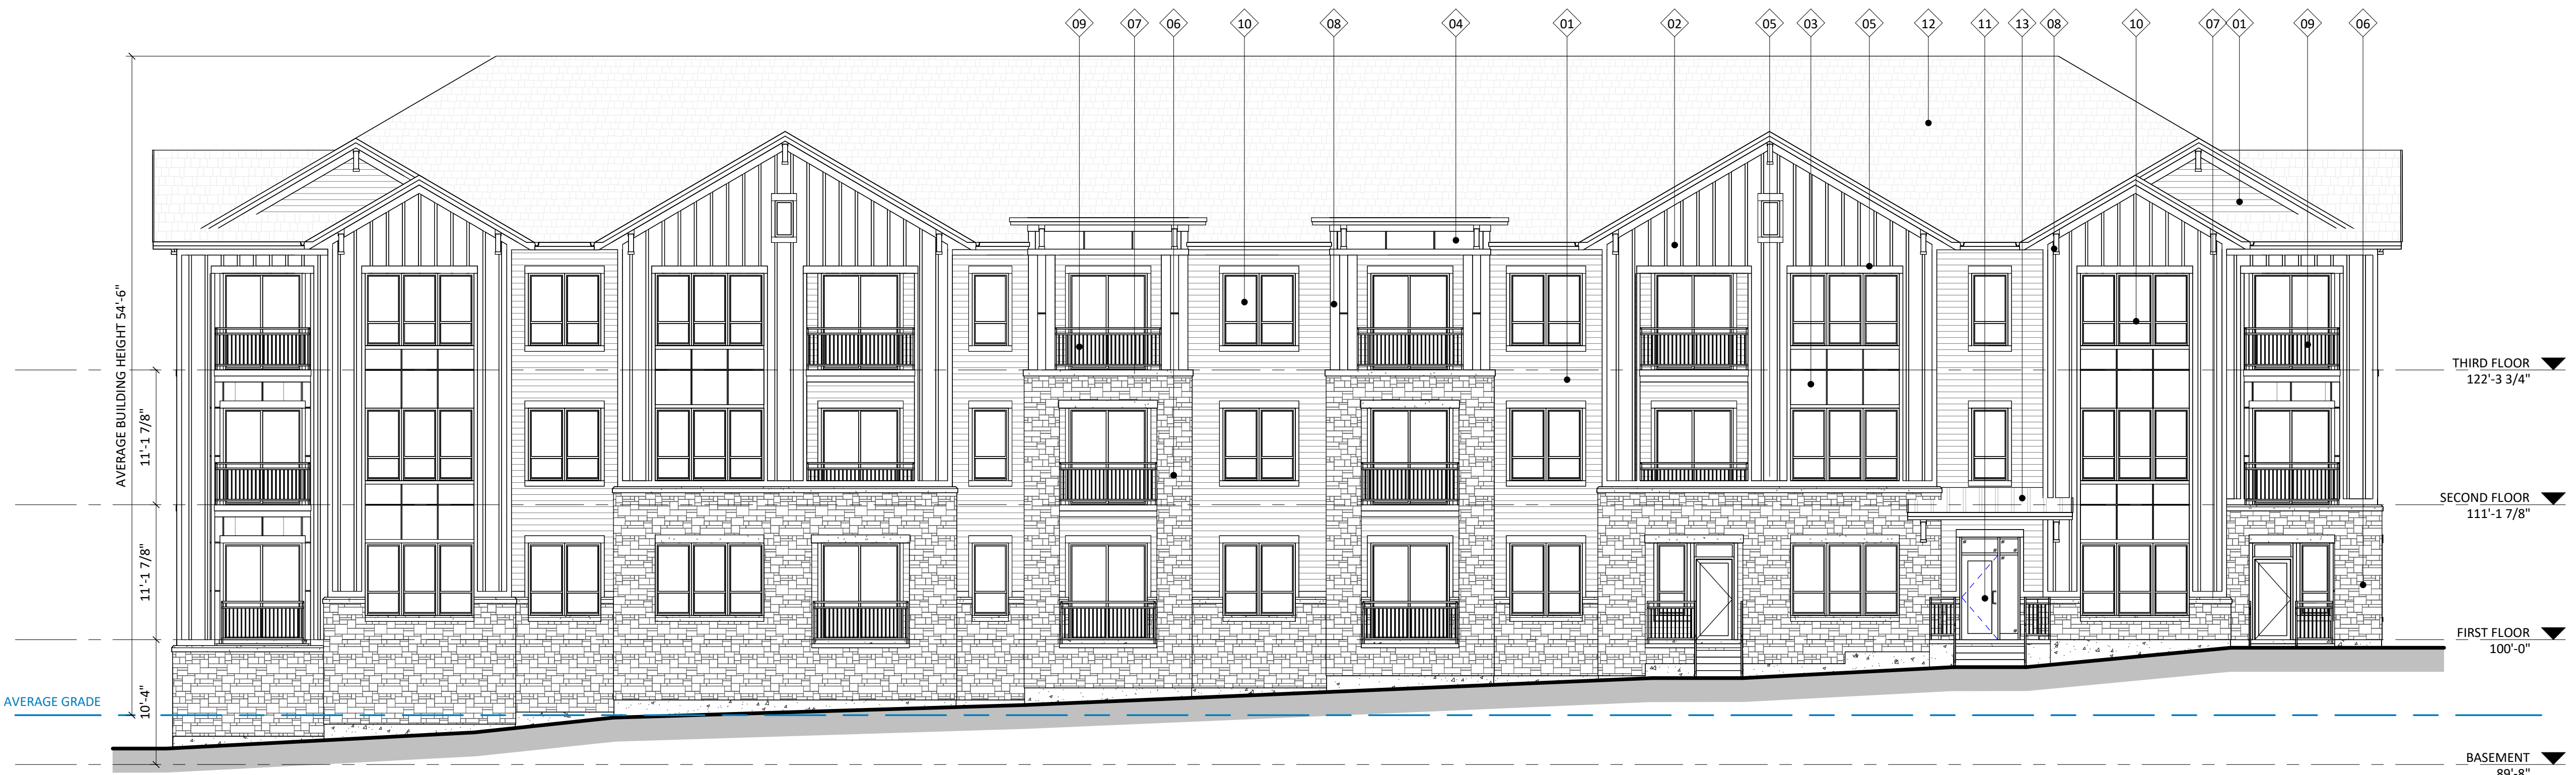 09 07 06 10 08 04 01 02 05 03 05 12 11 13 08 10 07 01 09 06
AVERAGE BUILDING HEIGHT 54'-6"
11'-1 7/8"
11'-1 7/8"
10'-4"
AVERAGE GRADE
THIRD FLOOR
122'-3 3/4"
SECOND FLOOR
111'-1 7/8"
FIRST FLOOR
100'-0"
BASEMENT
89'-8"